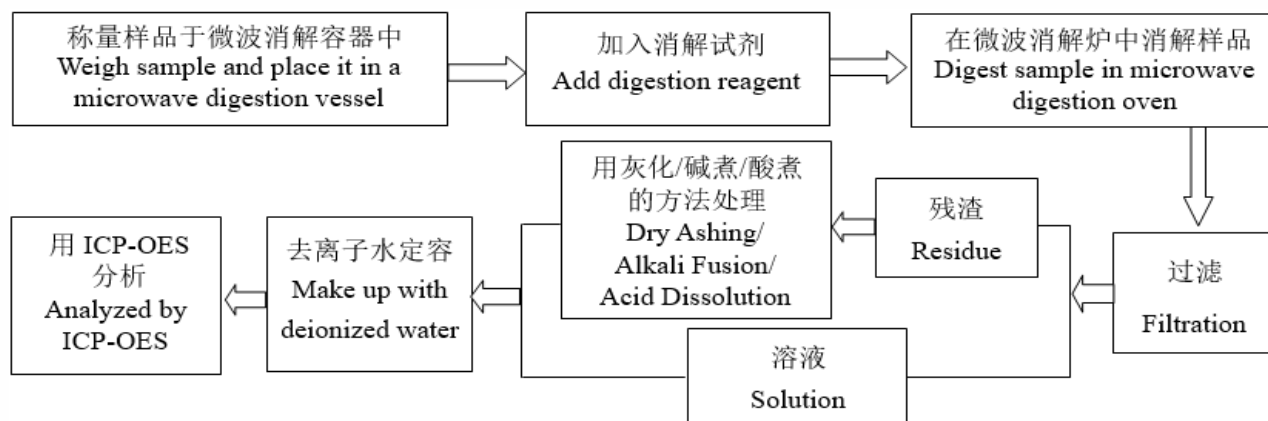 称量样品于微波消解容器中
Weigh sample and place it in a
microwave digestion vessel
加入消解试剂
Add digestion reagent
在微波消解炉中消解样品
Digest sample in microwave
digestion oven
过滤
Filtration
残渣
Residue
用灰化/碱煮/酸煮
的方法处理
Dry Ashing/
Alkali Fusion/
Acid Dissolution
溶液
Solution
去离子水定容
Make up with
deionized water
用 ICP-OES
分析
Analyzed by
ICP-OES